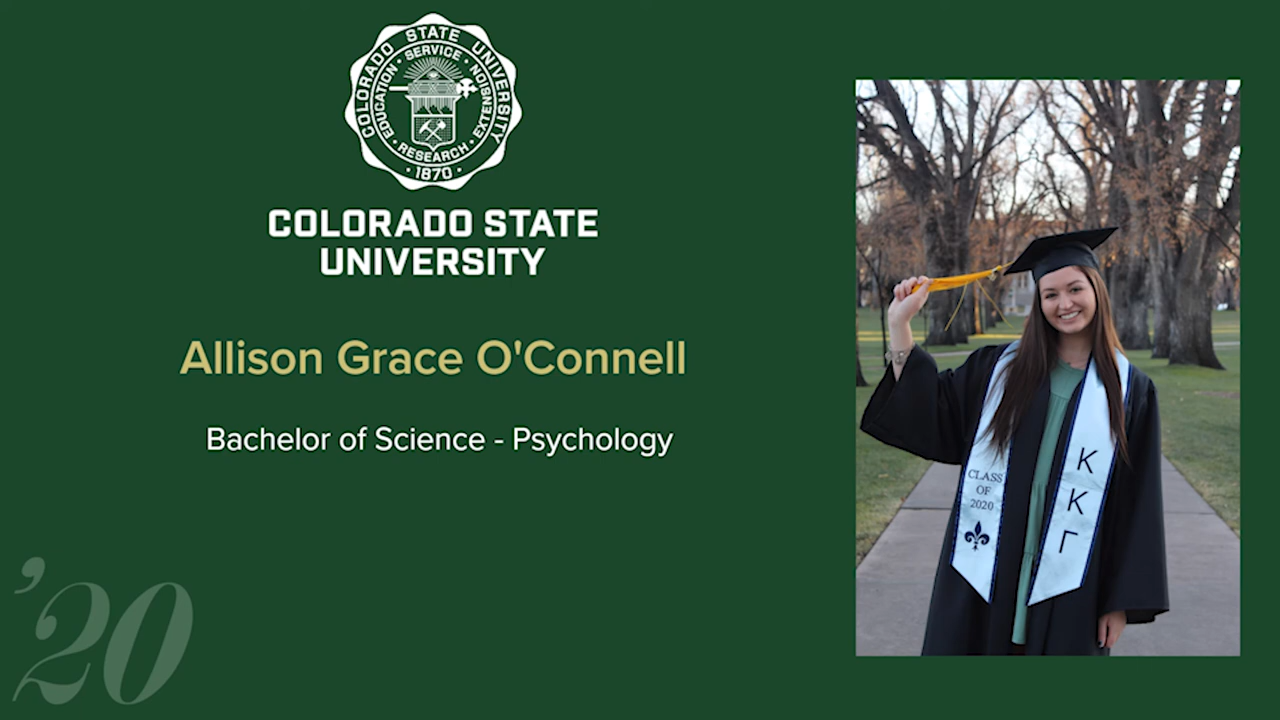 COLORADO STATE UNIVERSITY
EDUCATION • SERVICE • EXTENSION • RESEARCH
• 1870 •
COLORADO STATE
UNIVERSITY
Allison Grace O'Connell
Bachelor of Science - Psychology
'20
CLASS
OF
2020
Κ
Κ
Γ